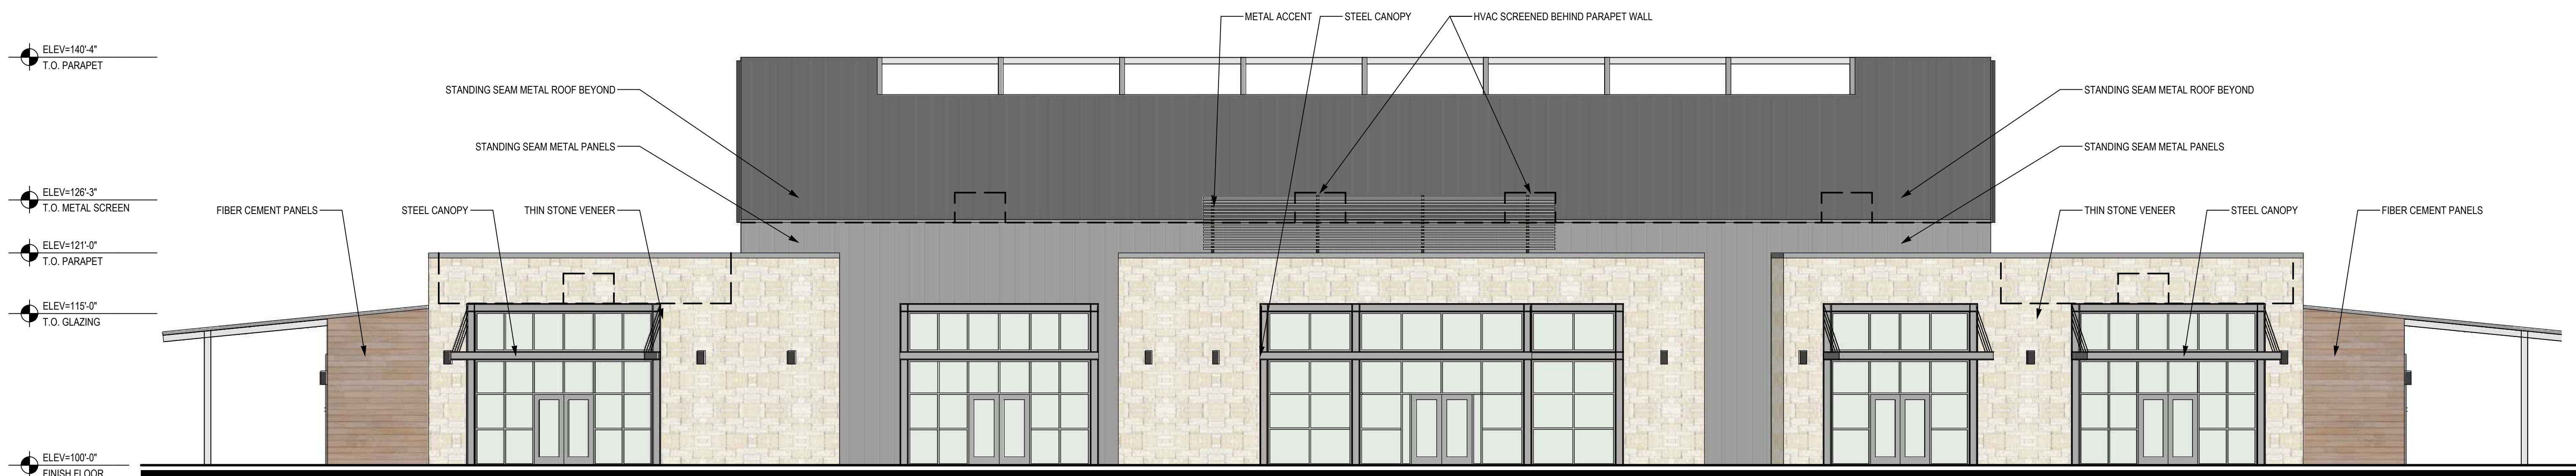 METAL ACCENT
STEEL CANOPY
HVAC SCREENED BEHIND PARAPET WALL
ELEV=140'-4"
T.O. PARAPET
STANDING SEAM METAL ROOF BEYOND
STANDING SEAM METAL ROOF BEYOND
STANDING SEAM METAL PANELS
STANDING SEAM METAL PANELS
ELEV=126'-3"
T.O. METAL SCREEN
FIBER CEMENT PANELS
STEEL CANOPY
THIN STONE VENEER
THIN STONE VENEER
STEEL CANOPY
FIBER CEMENT PANELS
ELEV=121'-0"
T.O. PARAPET
ELEV=115'-0"
T.O. GLAZING
ELEV=100'-0"
FINISH FLOOR